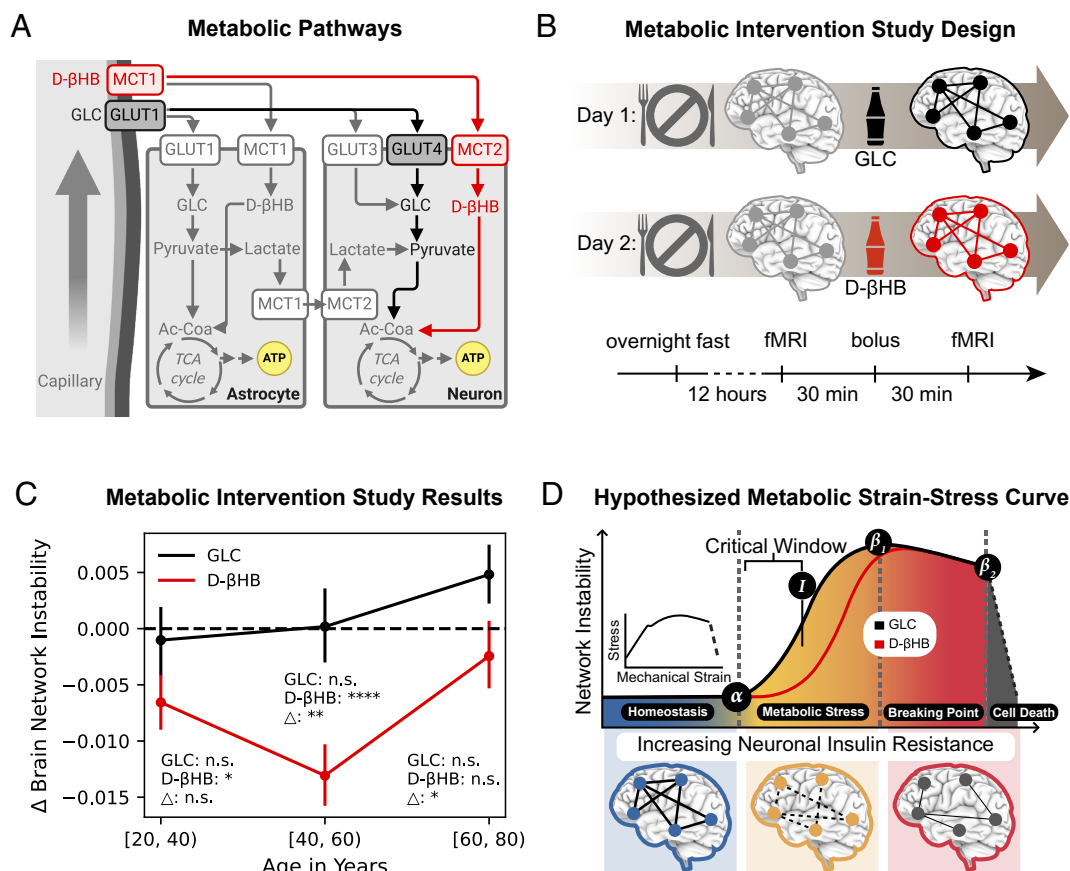 A
Metabolic Pathways
D-βHB
MCT1
GLC
GLUT1
GLUT1
MCT1
GLUT3
GLUT4
MCT2
GLC
D-βHB
GLC
D-βHB
Pyruvate
Lactate
Lactate
Pyruvate
MCT1
MCT2
Ac-Coa
Ac-Coa
TCA
cycle
ATP
TCA
cycle
ATP
Capillary
Astrocyte
Neuron
B
Metabolic Intervention Study Design
Day 1:
GLC
Day 2:
D-βHB
overnight fast
fMRI
bolus
fMRI
12 hours
30 min
30 min
C
Metabolic Intervention Study Results
Δ Brain Network Instability
GLC
D-βHB
0.005
0.000
−0.005
−0.010
−0.015
GLC: n.s.
D-βHB: ****
△: **
GLC: n.s.
D-βHB: *
△: n.s.
GLC: n.s.
D-βHB: n.s.
△: *
[20, 40)
[40, 60)
[60, 80)
Age in Years
D
Hypothesized Metabolic Strain-Stress Curve
Network Instability
Critical Window
β1
β2
I
α
Stress
Mechanical Strain
GLC
D-βHB
Homeostasis
Metabolic Stress
Breaking Point
Cell Death
Increasing Neuronal Insulin Resistance